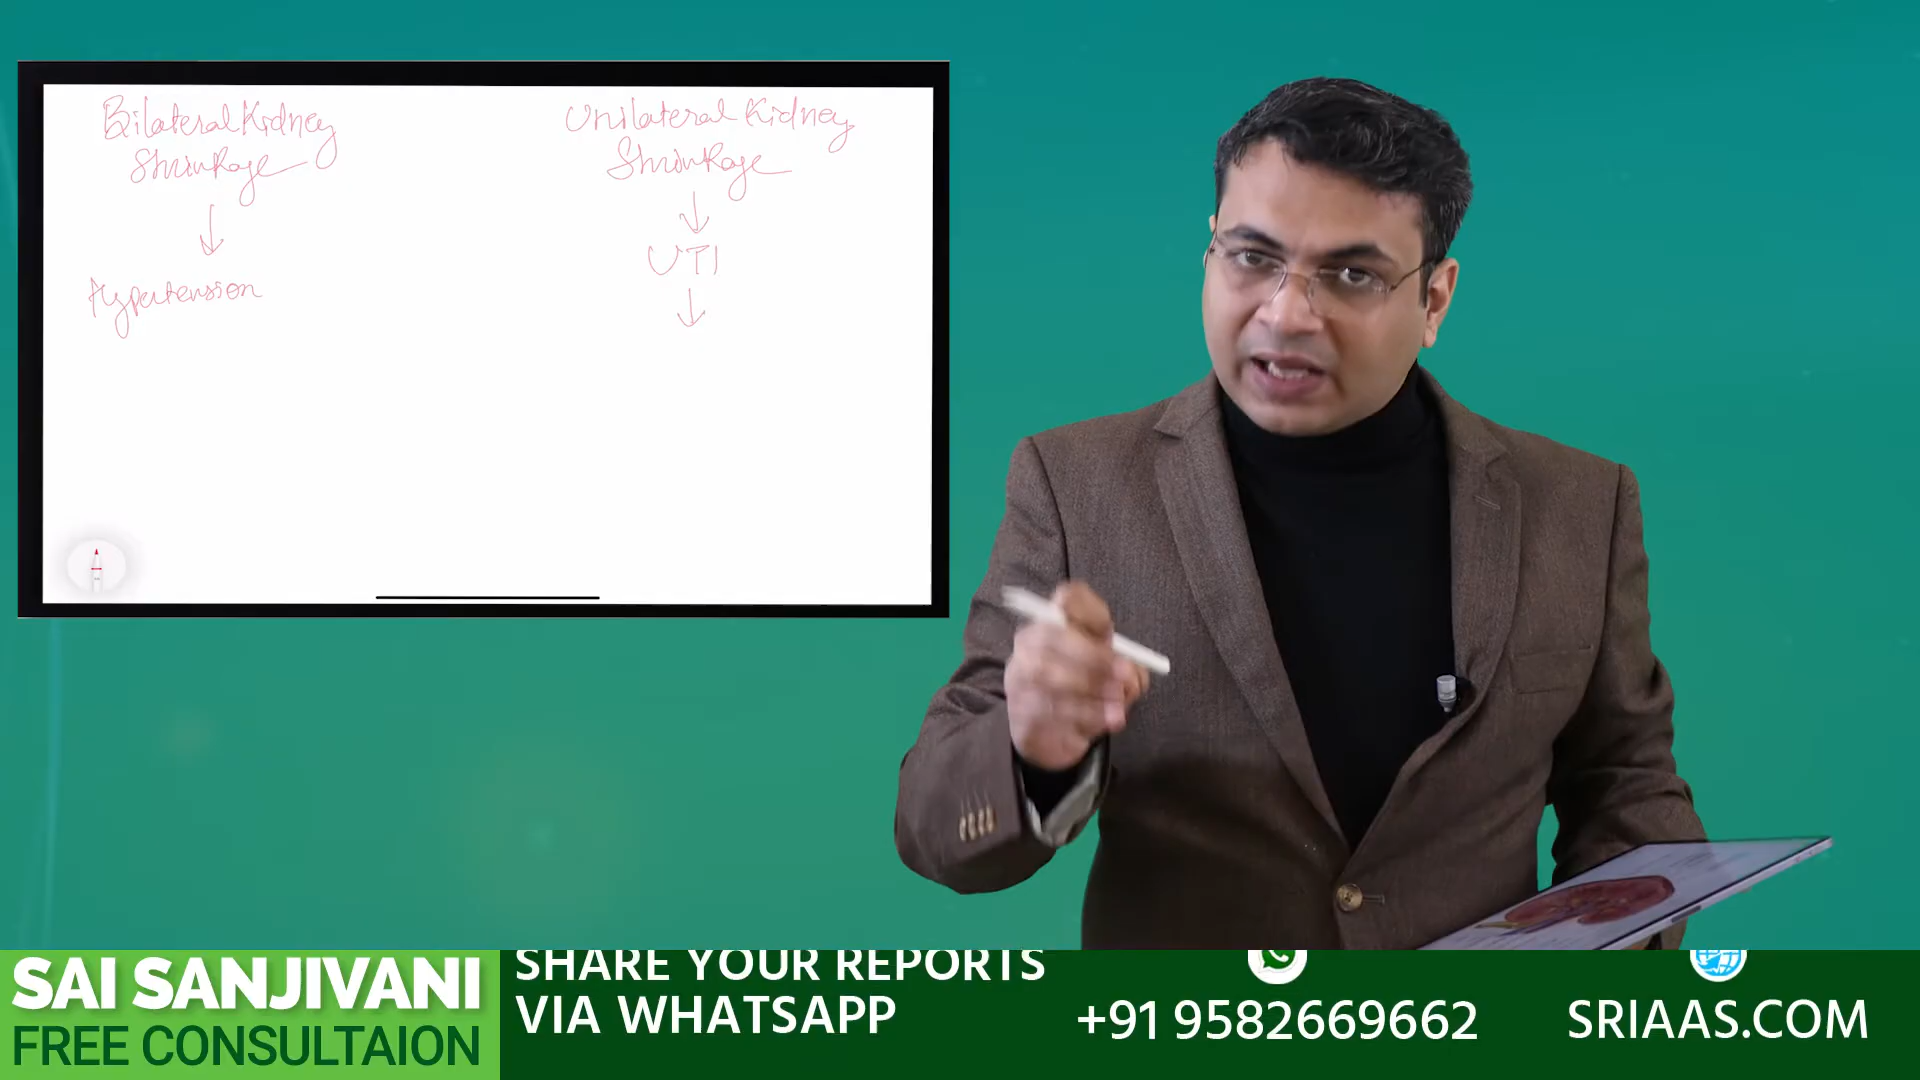 Bilateral Kidney
Shrinkage
↓
Hypertension
Unilateral Kidney
Shrinkage
↓
UTI
↓
SAI SANJIVANI
FREE CONSULTAION
SHARE YOUR REPORTS
VIA WHATSAPP
+91 9582669662
SRIAAS.COM